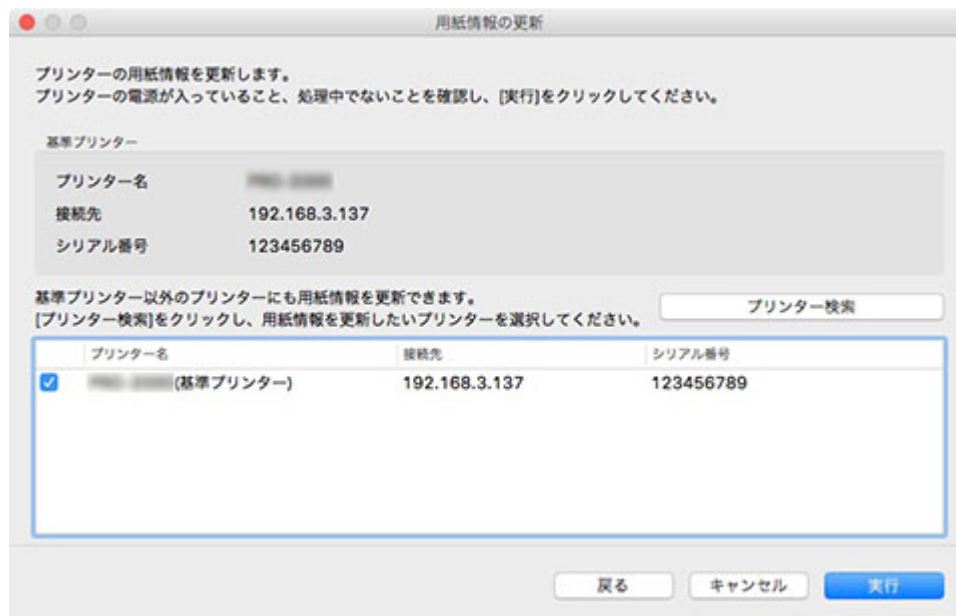 用紙情報の更新
プリンターの用紙情報を更新します。
プリンターの電源が入っていること、処理中でないことを確認し、[実行]をクリックしてください。
基準プリンター
プリンター名
接続先 192.168.3.137
シリアル番号 123456789
基準プリンター以外のプリンターにも用紙情報を更新できます。
[プリンター検索]をクリックし、用紙情報を更新したいプリンターを選択してください。
プリンター検索
プリンター名 接続先 シリアル番号
(基準プリンター) 192.168.3.137 123456789
戻る キャンセル 実行